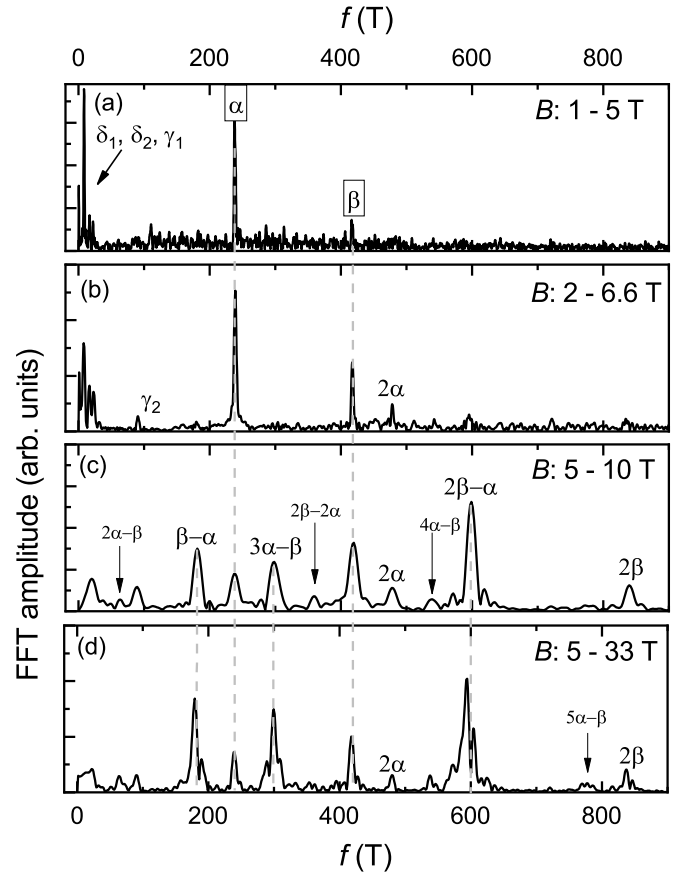 f (T)
0 200 400 600 800
(a) α B: 1 - 5 T
δ₁, δ₂, γ₁
β
(b) B: 2 - 6.6 T
γ₂ 2α
(c) B: 5 - 10 T
2α−β β−α 3α−β 2β−2α 2α 4α−β 2β−α 2β
(d) B: 5 - 33 T
2α 5α−β 2β
0 200 400 600 800
f (T)
FFT amplitude (arb. units)